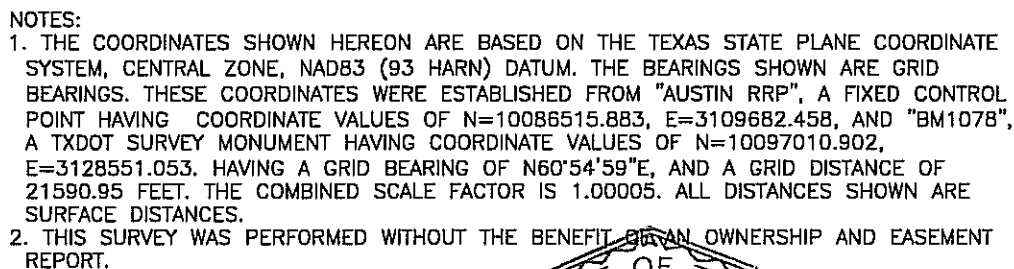 NOTES:
1. THE COORDINATES SHOWN HEREON ARE BASED ON THE TEXAS STATE PLANE COORDINATE
SYSTEM, CENTRAL ZONE, NAD83 (93 HARN) DATUM. THE BEARINGS SHOWN ARE GRID
BEARINGS. THESE COORDINATES WERE ESTABLISHED FROM "AUSTIN RRP", A FIXED CONTROL
POINT HAVING COORDINATE VALUES OF N=10086515.883, E=3109682.458, AND "BM1078",
A TXDOT SURVEY MONUMENT HAVING COORDINATE VALUES OF N=10097010.902,
E=3128551.053. HAVING A GRID BEARING OF N60°54'59"E, AND A GRID DISTANCE OF
21590.95 FEET. THE COMBINED SCALE FACTOR IS 1.00005. ALL DISTANCES SHOWN ARE
SURFACE DISTANCES.
2. THIS SURVEY WAS PERFORMED WITHOUT THE BENEFIT OF AN OWNERSHIP AND EASEMENT
REPORT.
OF